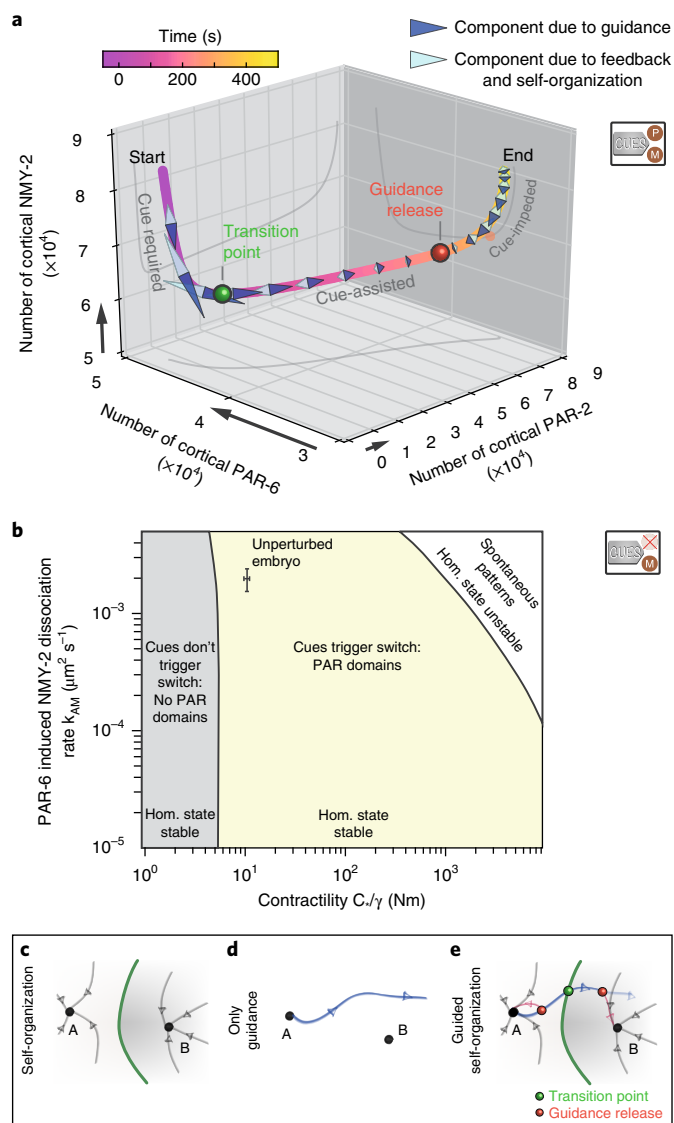 a
Time (s)
0 200 400
Component due to guidance
Component due to feedback
and self-organization
CUES P M
9
8
7
6
5
Number of cortical NMY-2
(×10⁴)
Start
End
Cue required
Transition
point
Guidance
release
Cue-assisted
Cue-impeded
5
4
3
Number of cortical PAR-6
(×10⁴)
0 1 2 3 4 5 6 7 8 9
Number of cortical PAR-2
(×10⁴)
b
CUES M
PAR-6 induced NMY-2 dissociation
rate k_AM (μm² s⁻¹)
10⁻³
10⁻⁴
10⁻⁵
Unperturbed
embryo
Spontaneous
patterns
Hom. state unstable
Cues don't
trigger
switch:
No PAR
domains
Cues trigger switch:
PAR domains
Hom. state
stable
Hom. state
stable
10⁰ 10¹ 10² 10³
Contractility C*/γ (Nm)
c
Self-organization
A
B
d
Only
guidance
A
B
e
Guided
self-organization
A
B
Transition point
Guidance release